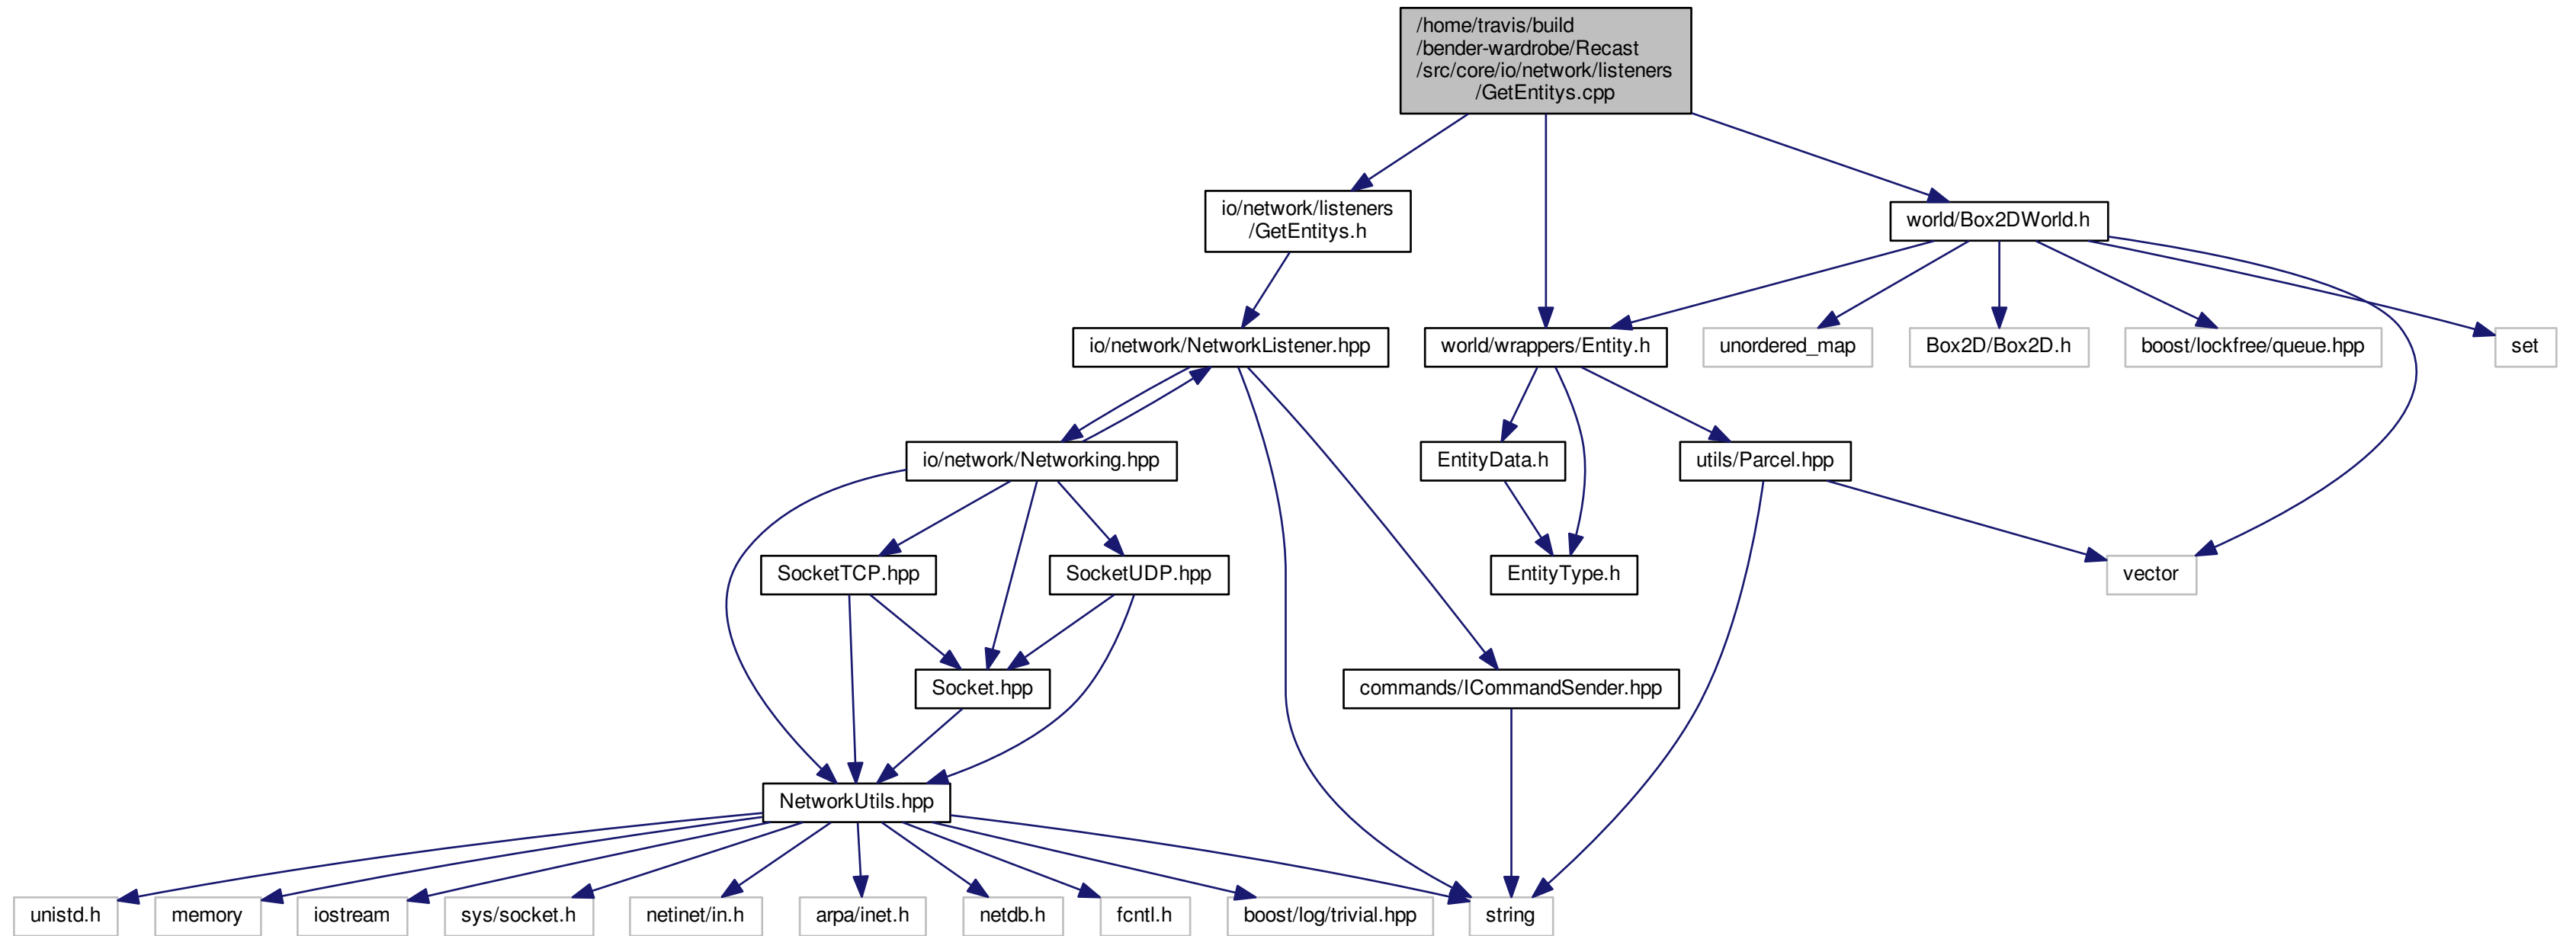 /home/travis/build
/bender-wardrobe/Recast
/src/core/io/network/listeners
/GetEntitys.cpp
io/network/listeners
/GetEntitys.h
world/Box2DWorld.h
io/network/NetworkListener.hpp
world/wrappers/Entity.h
unordered_map
Box2D/Box2D.h
boost/lockfree/queue.hpp
set
io/network/Networking.hpp
EntityData.h
utils/Parcel.hpp
SocketTCP.hpp
SocketUDP.hpp
EntityType.h
vector
Socket.hpp
commands/ICommandSender.hpp
NetworkUtils.hpp
unistd.h
memory
iostream
sys/socket.h
netinet/in.h
arpa/inet.h
netdb.h
fcntl.h
boost/log/trivial.hpp
string